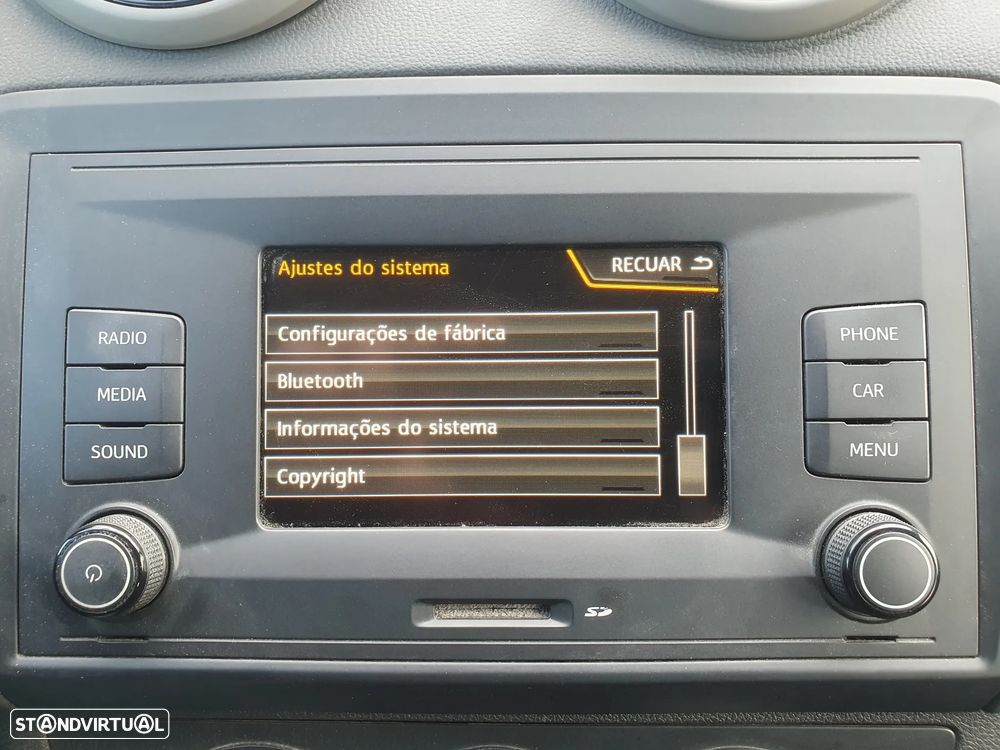 Ajustes do sistema
RECUAR
Configurações de fábrica
Bluetooth
Informações do sistema
Copyright
RADIO
MEDIA
SOUND
PHONE
CAR
MENU
SD
STANDVIRTUAL